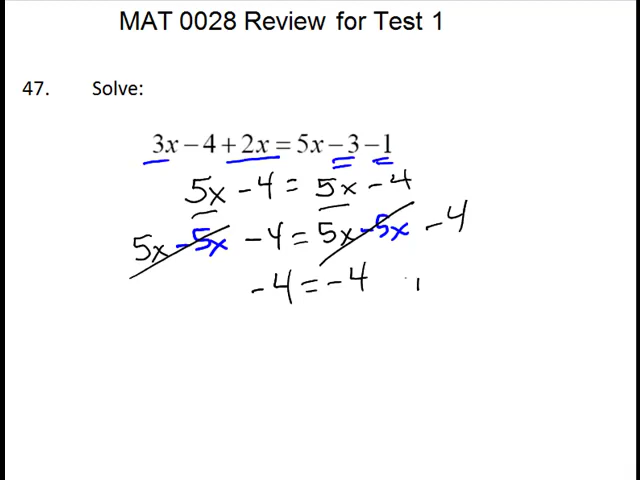 MAT 0028 Review for Test 1
47. Solve:
3x − 4 + 2x = 5x − 3 − 1
5x − 4 = 5x − 4
5x − 5x − 4 = 5x − 5x − 4
−4 = −4